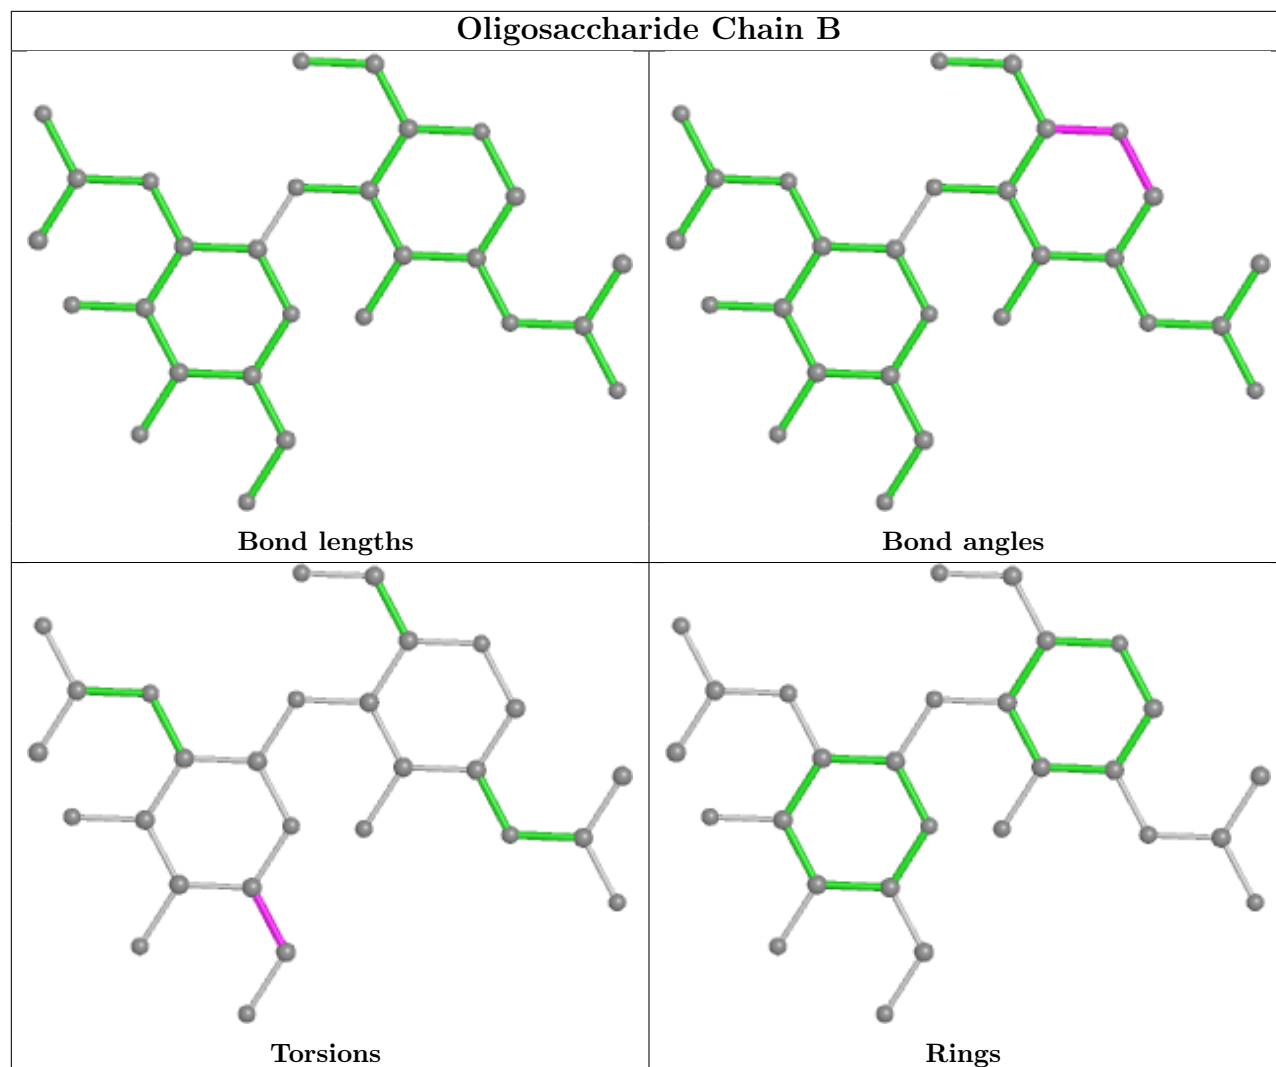 Oligosaccharide Chain B
Bond lengths
Bond angles
Torsions
Rings